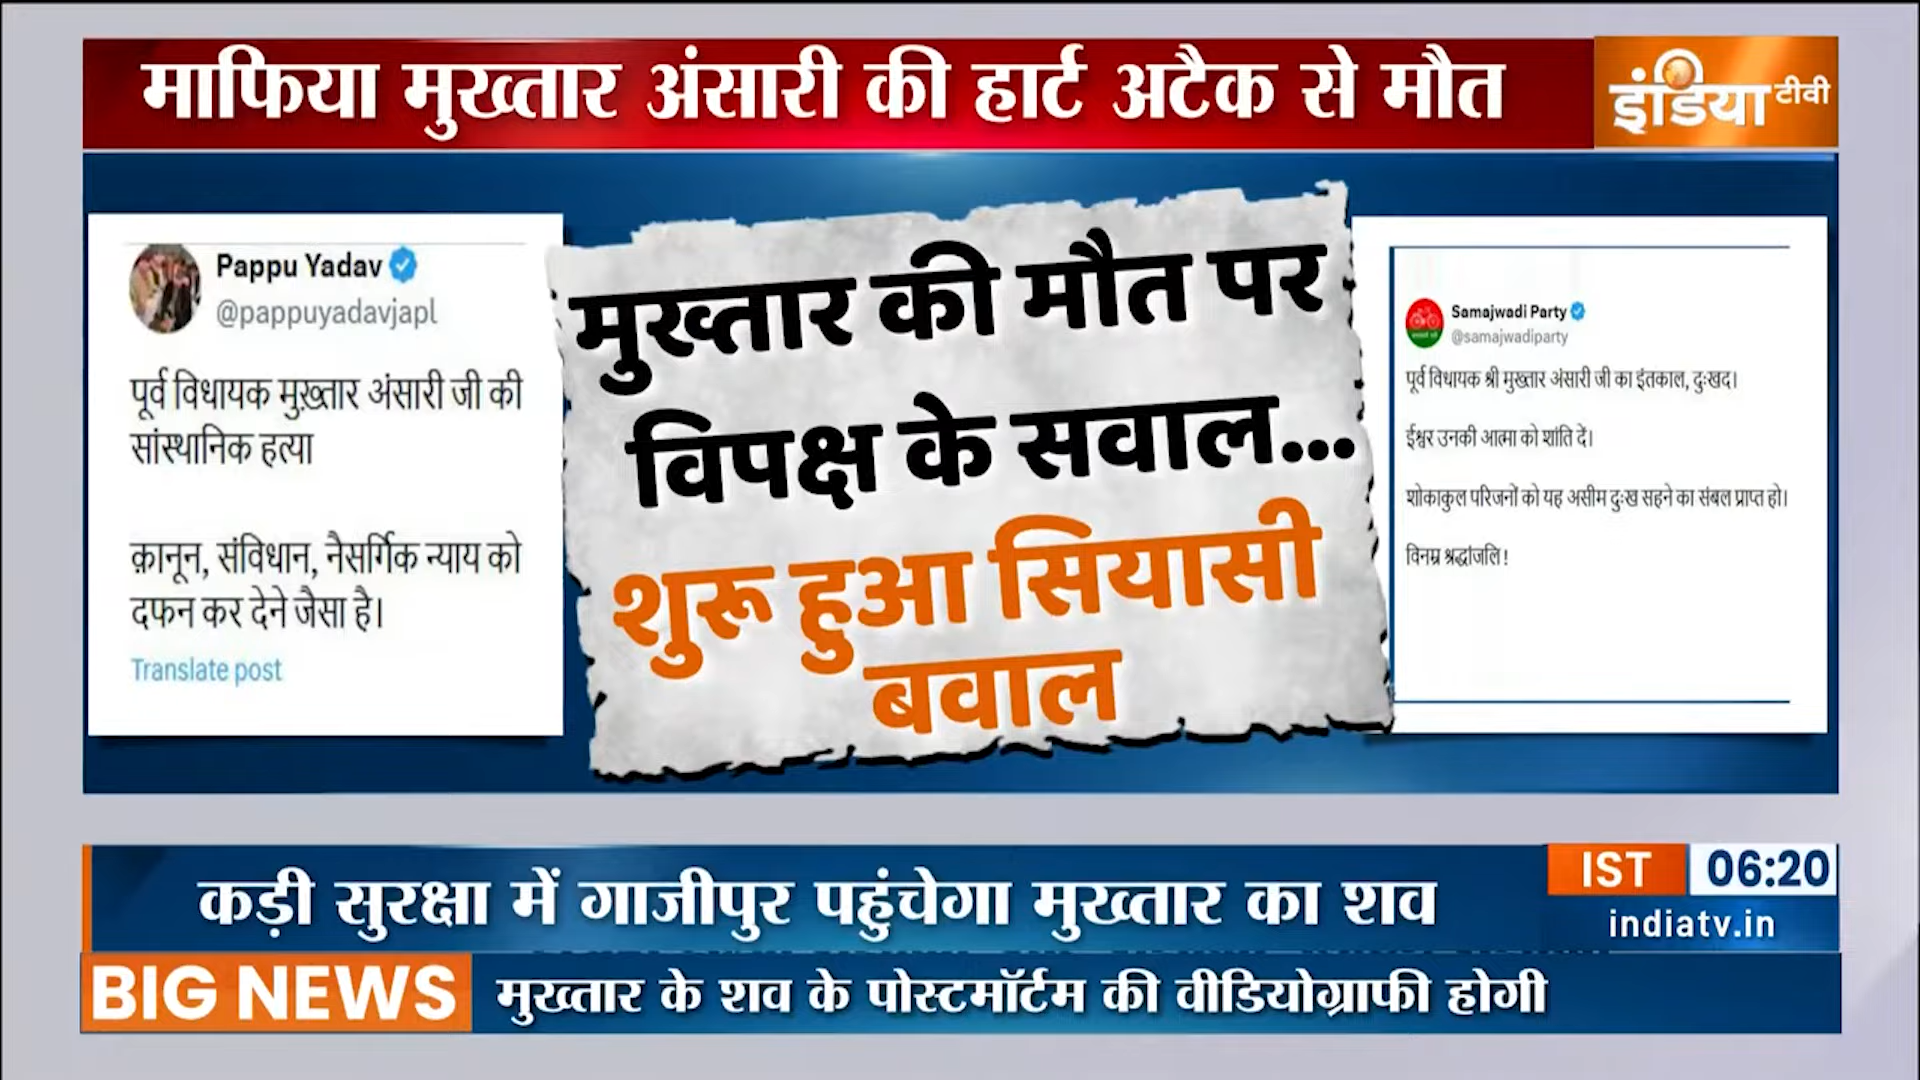 माफिया मुख्तार अंसारी की हार्ट अटैक से मौत
इंडिया टीवी
Pappu Yadav
@pappuyadavjapl
पूर्व विधायक मुख़्तार अंसारी जी की
सांस्थानिक हत्या
क़ानून, संविधान, नैसर्गिक न्याय को
दफन कर देने जैसा है।
Translate post
मुख्तार की मौत पर
विपक्ष के सवाल...
शुरू हुआ सियासी
बवाल
Samajwadi Party
@samajwadiparty
पूर्व विधायक श्री मुख्तार अंसारी जी का इंतकाल, दुःखद।
ईश्वर उनकी आत्मा को शांति दें।
शोकाकुल परिजनों को यह असीम दुःख सहने का संबल प्राप्त हो।
विनम्र श्रद्धांजलि !
कड़ी सुरक्षा में गाजीपुर पहुंचेगा मुख्तार का शव
IST 06:20
indiatv.in
BIG NEWS
मुख्तार के शव के पोस्टमॉर्टम की वीडियोग्राफी होगी